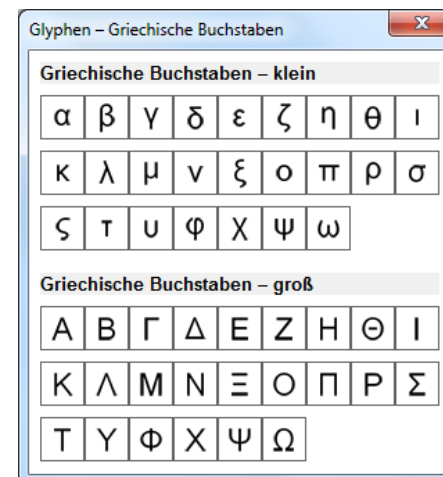 Glyphen – Griechische Buchstaben
Griechische Buchstaben – klein
α β γ δ ε ζ η θ ι
κ λ μ ν ξ ο π ρ σ
ς τ υ φ χ ψ ω
Griechische Buchstaben – groß
Α Β Γ Δ Ε Ζ Η Θ Ι
Κ Λ Μ Ν Ξ Ο Π Ρ Σ
Τ Υ Φ Χ Ψ Ω